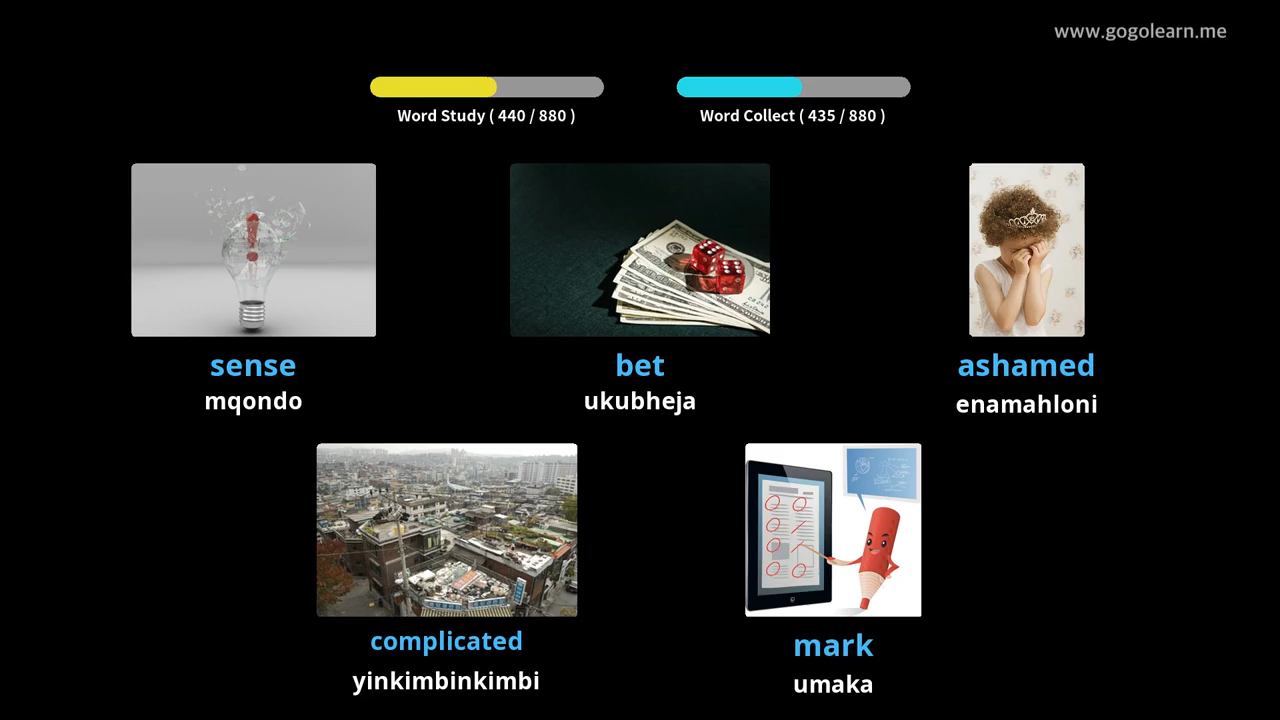 www.gogolearn.me
Word Study ( 440 / 880 )
Word Collect ( 435 / 880 )
sense
mqondo
bet
ukubheja
ashamed
enamahloni
complicated
yinkimbinkimbi
mark
umaka